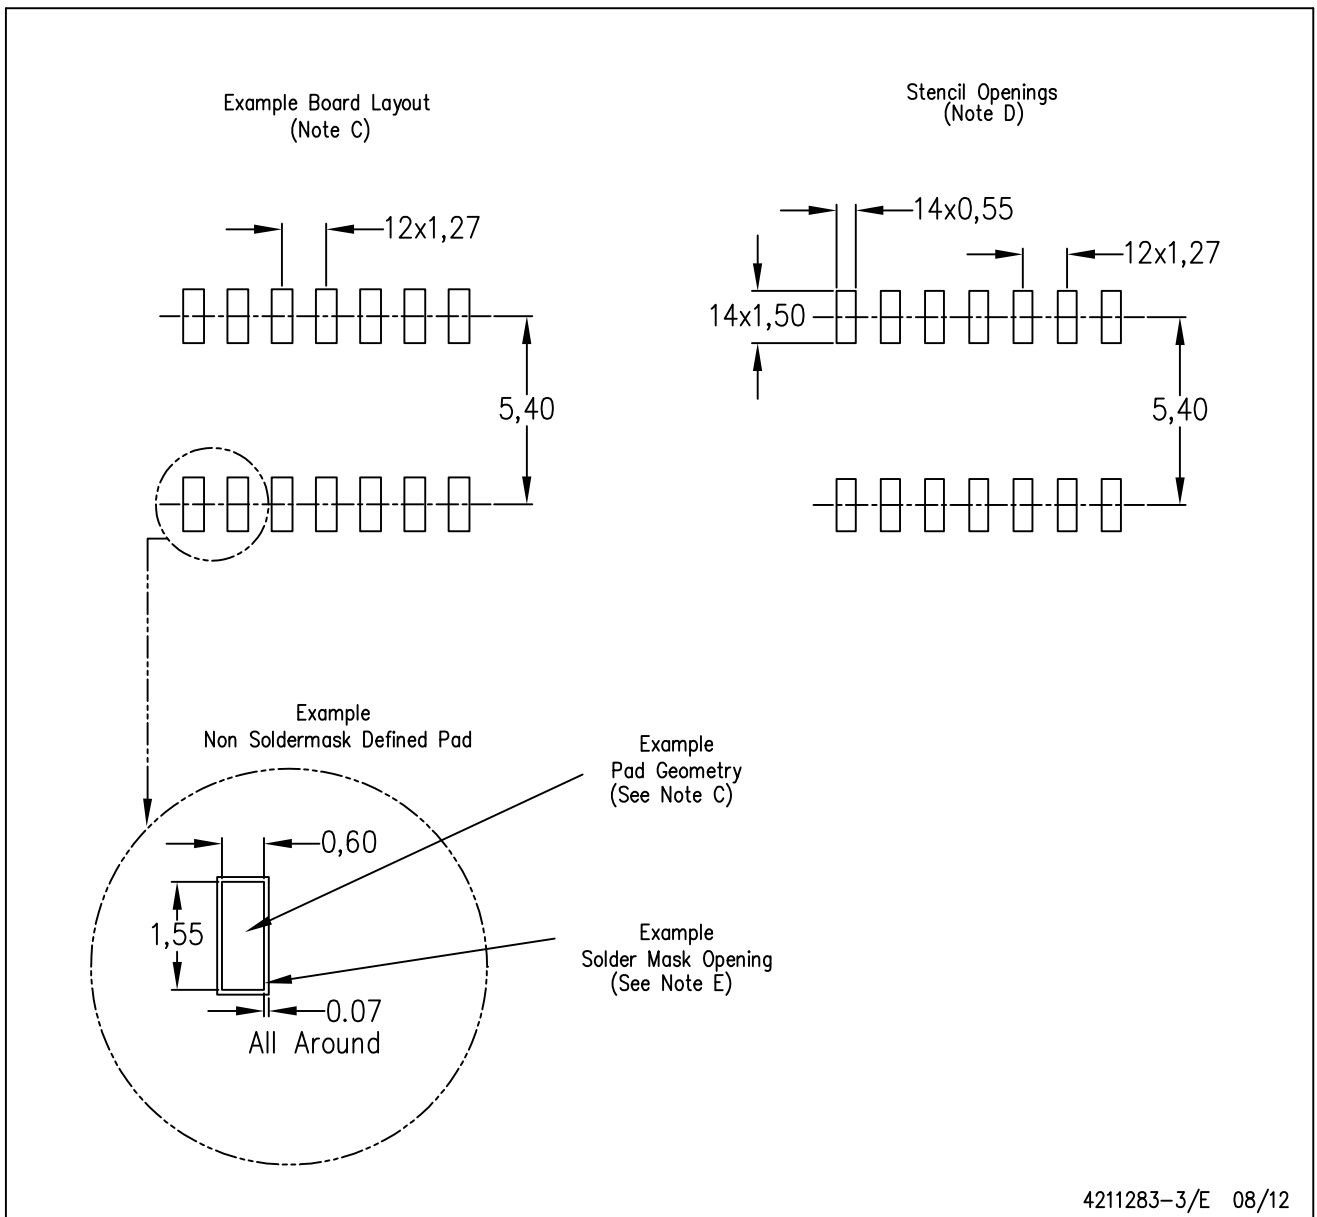 Example Board Layout
(Note C)
Stencil Openings
(Note D)
12x1,27
14x0,55
12x1,27
14x1,50
5,40
5,40
Example
Non Soldermask Defined Pad
Example
Pad Geometry
(See Note C)
0,60
1,55
Example
Solder Mask Opening
(See Note E)
0.07
All Around
4211283-3/E 08/12